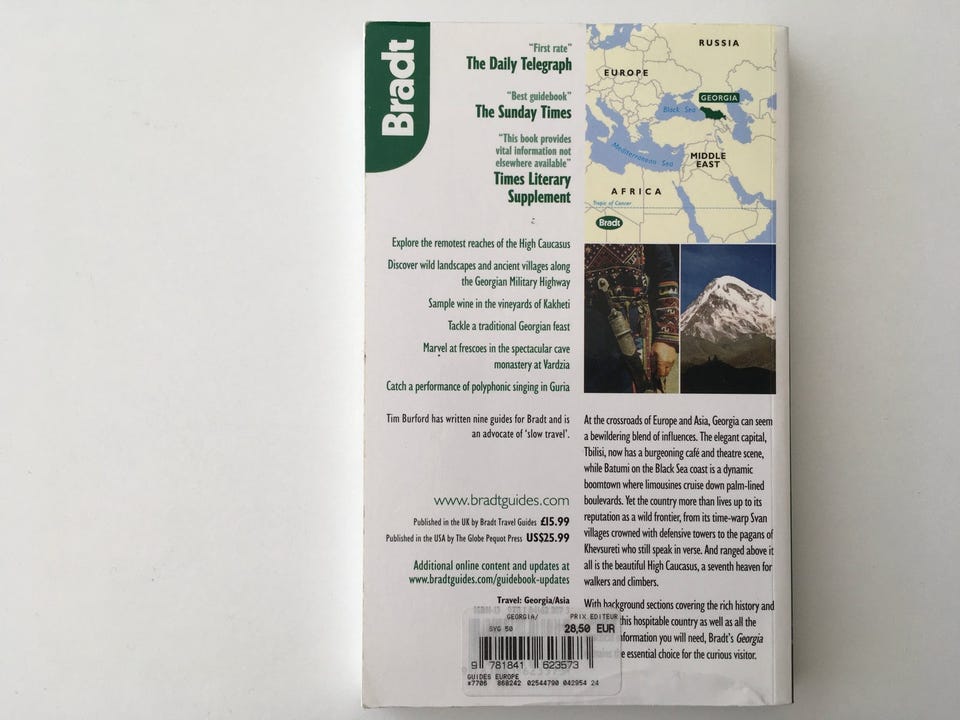 Bradt
"First rate"
The Daily Telegraph
"Best guidebook"
The Sunday Times
"This book provides
vital information not
elsewhere available"
Times Literary
Supplement
Explore the remotest reaches of the High Caucasus
Discover wild landscapes and ancient villages along
the Georgian Military Highway
Sample wine in the vineyards of Kakheti
Tackle a traditional Georgian feast
Marvel at frescoes in the spectacular cave
monastery at Vardzia
Catch a performance of polyphonic singing in Guria
Tim Burford has written nine guides for Bradt and is
an advocate of 'slow travel'.
www.bradtguides.com
Published in the UK by Bradt Travel Guides £15.99
Published in the USA by The Globe Pequot Press US$25.99
Additional online content and updates at
www.bradtguides.com/guidebook-updates
Travel: Georgia/Asia
RUSSIA
EUROPE
GEORGIA
Black Sea
Mediterranean Sea
MIDDLE
EAST
AFRICA
Tropic of Cancer
Bradt
At the crossroads of Europe and Asia, Georgia can seem
a bewildering blend of influences. The elegant capital,
Tbilisi, now has a burgeoning café and theatre scene,
while Batumi on the Black Sea coast is a dynamic
boomtown where limousines cruise down palm-lined
boulevards. Yet the country more than lives up to its
reputation as a wild frontier, from its time-warp Svan
villages crowned with defensive towers to the pagans of
Khevsureti who still speak in verse. And ranged above it
all is the beautiful High Caucasus, a seventh heaven for
walkers and climbers.
With background sections covering the rich history and
this hospitable country as well as all the
information you will need, Bradt's Georgia
essential choice for the curious visitor.
GEORGIA/ PRIX EDITEUR
SYG 50 28,50 EUR
9 781841 623573
GUIDES EUROPE
*7706 868242 02544790 042954 24